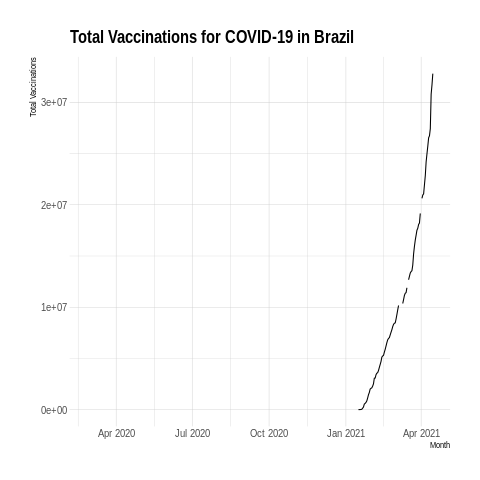 Total Vaccinations for COVID-19 in Brazil
Total Vaccinations
3e+07
2e+07
1e+07
0e+00
Apr 2020 Jul 2020 Oct 2020 Jan 2021 Apr 2021
Month